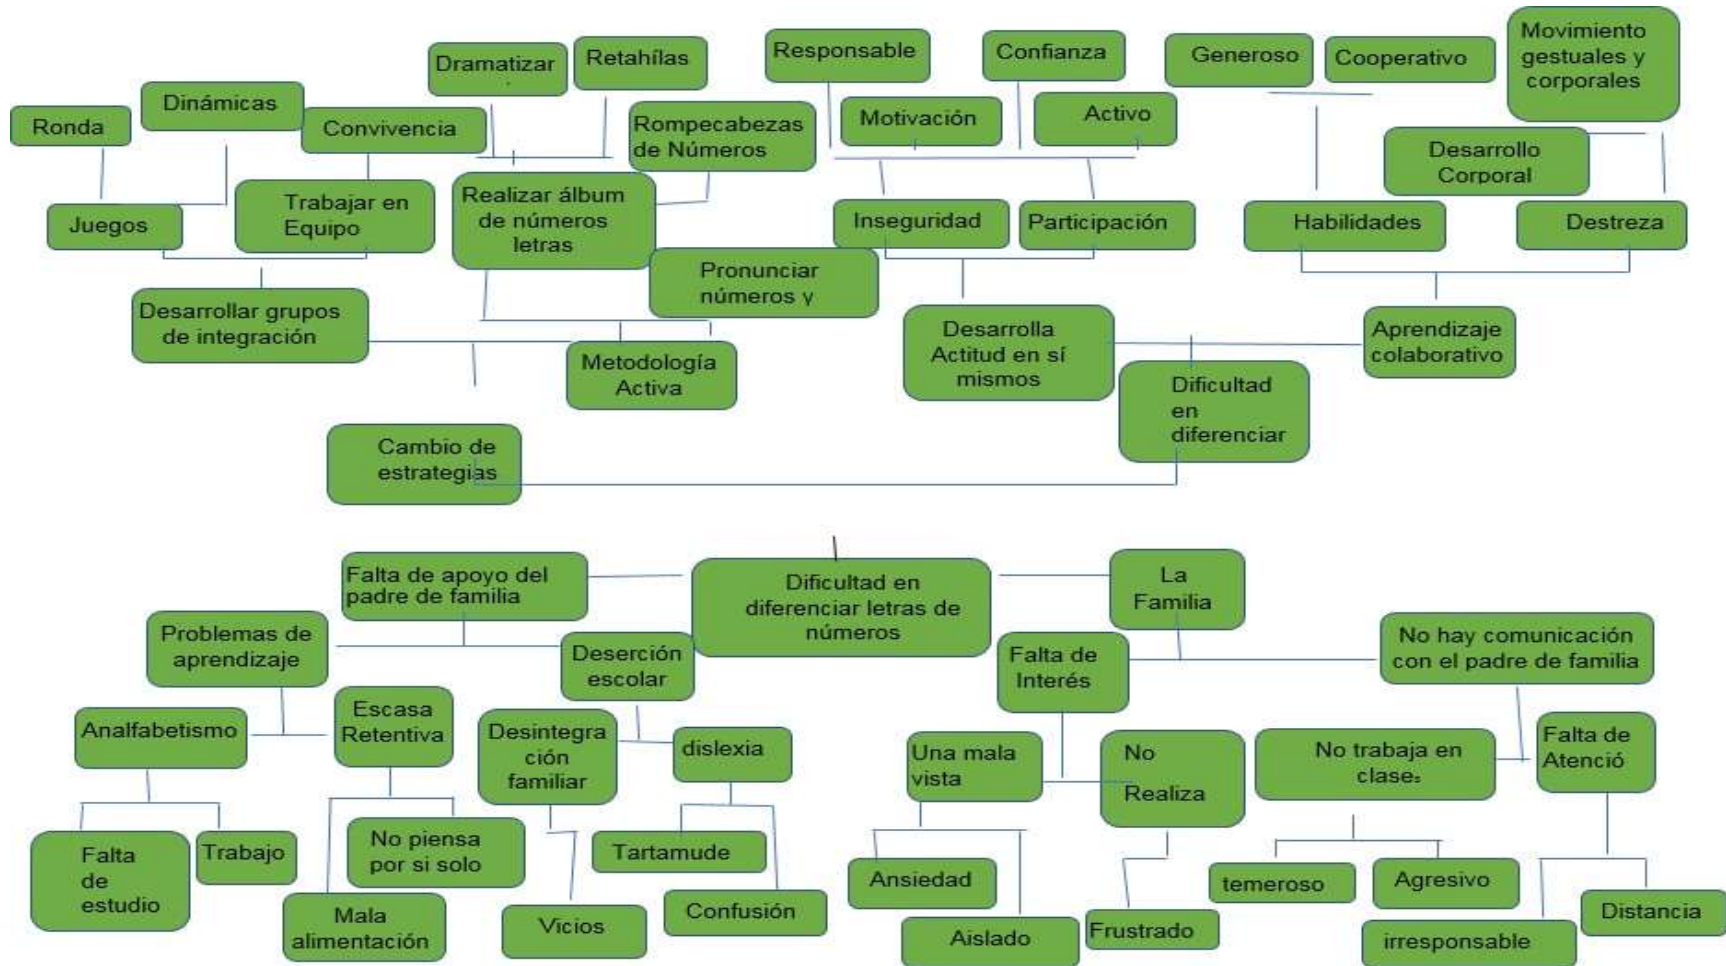 Ronda
Dinámicas
Convivencia
Dramatizar
Retahílas
Rompecabezas
de Números
Responsable
Motivación
Confianza
Activo
Generoso
Cooperativo
Movimiento
gestuales y
corporales
Desarrollo
Corporal
Juegos
Trabajar en
Equipo
Realizar álbum
de números
letras
Pronunciar
números y
Inseguridad
Participación
Habilidades
Destreza
Desarrollar grupos
de integración
Metodología
Activa
Desarrolla
Actitud en sí
mismos
Aprendizaje
colaborativo
Cambio de
estrategias
Dificultad
en
diferenciar
Falta de apoyo del
padre de familia
Dificultad en
diferenciar letras de
números
La
Familia
Problemas de
aprendizaje
Deserción
escolar
Falta de
Interés
No hay comunicación
con el padre de familia
Analfabetismo
Escasa
Retentiva
Desintegra
ción
familiar
dislexia
Una mala
vista
No
Realiza
No trabaja en
clase.
Falta de
Atenció
Falta
de
estudio
Trabajo
Mala
alimentación
No piensa
por si solo
Vicios
Tartamude
Confusión
Ansiedad
Aislado
Frustrado
temeroso
Agresivo
irresponsable
Distancia